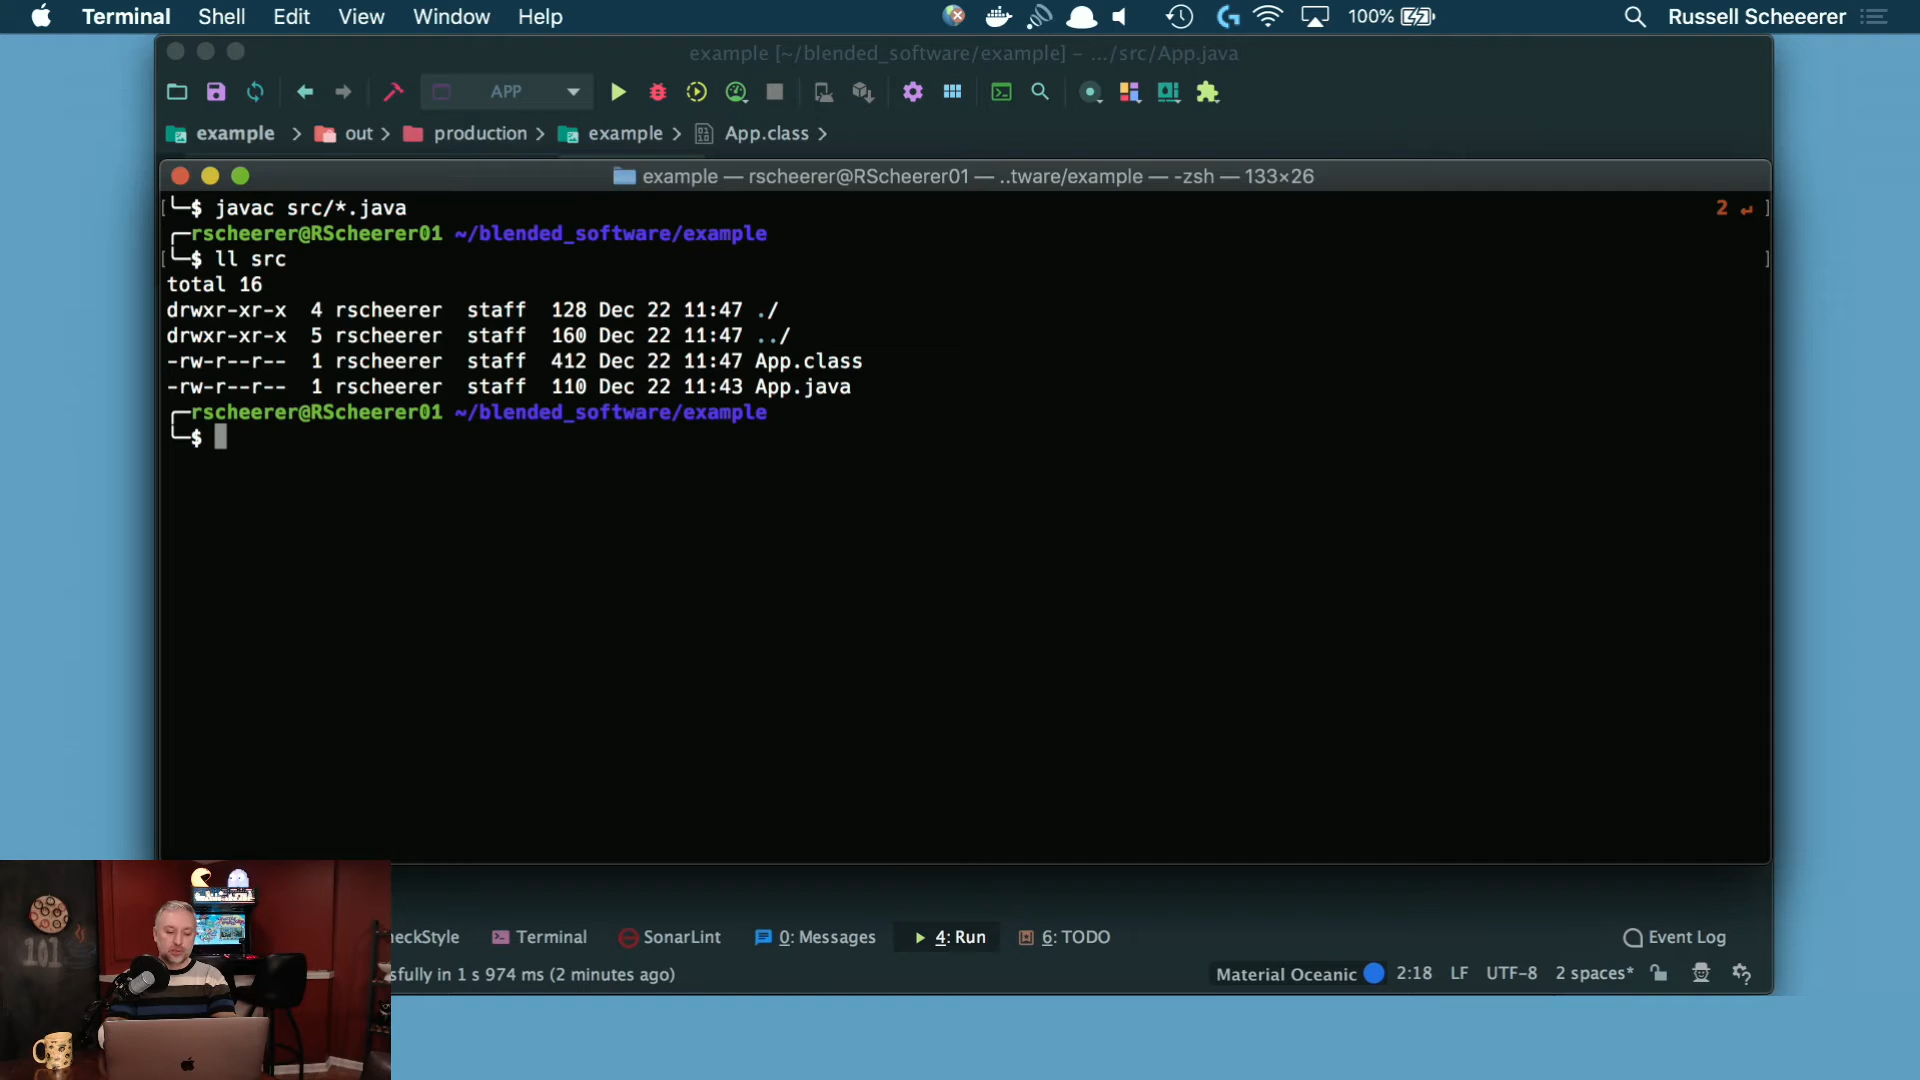 Terminal Shell Edit View Window Help 100% Russell Scheeerer
example [~/blended_software/example] – .../src/App.java
APP
example > out > production > example > App.class >
example — rscheerer@RScheerer01 — ..tware/example — -zsh — 133×26
[╰─$ javac src/*.java 2 ↵ ]
╭─rscheerer@RScheerer01 ~/blended_software/example
[╰─$ ll src ]
total 16
drwxr-xr-x 4 rscheerer staff 128 Dec 22 11:47 ./
drwxr-xr-x 5 rscheerer staff 160 Dec 22 11:47 ../
-rw-r--r-- 1 rscheerer staff 412 Dec 22 11:47 App.class
-rw-r--r-- 1 rscheerer staff 110 Dec 22 11:43 App.java
╭─rscheerer@RScheerer01 ~/blended_software/example
╰─$
eckStyle Terminal SonarLint 0: Messages 4: Run 6: TODO Event Log
sfully in 1 s 974 ms (2 minutes ago) Material Oceanic 2:18 LF UTF-8 2 spaces*
101